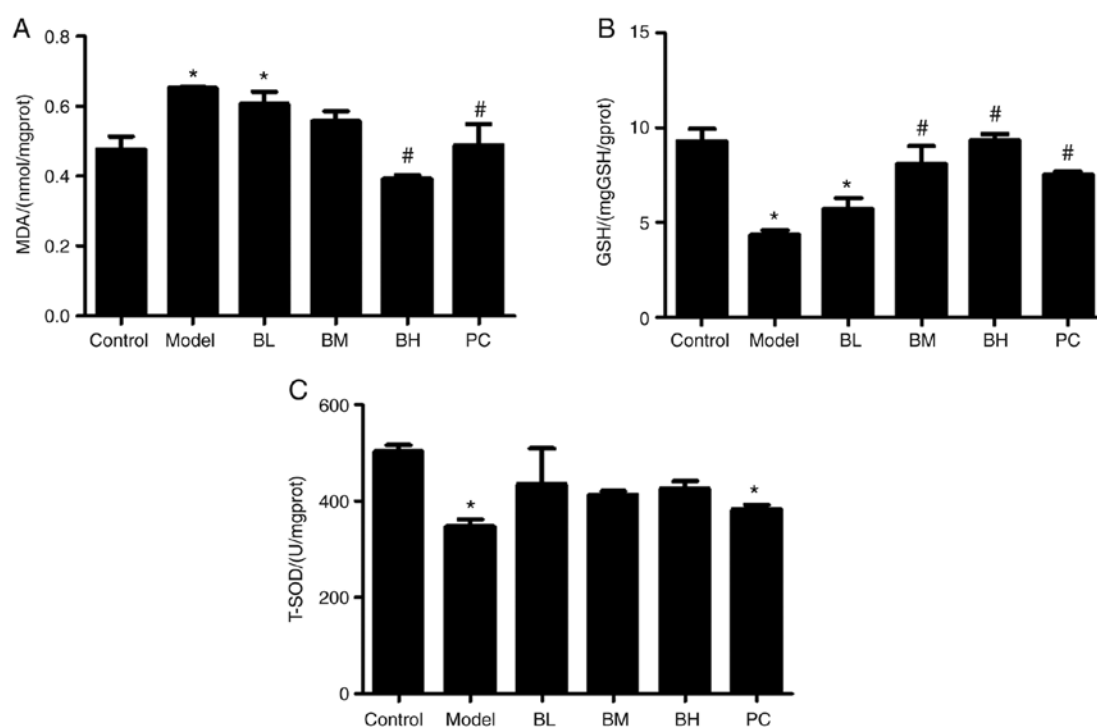 A
MDA/(nmol/mgprot)
0.8
0.6
0.4
0.2
0.0
* * # #
Control Model BL BM BH PC
B
GSH/(mgGSH/gprot)
15
10
5
0
* * # # #
Control Model BL BM BH PC
C
T-SOD/(U/mgprot)
600
400
200
0
* *
Control Model BL BM BH PC